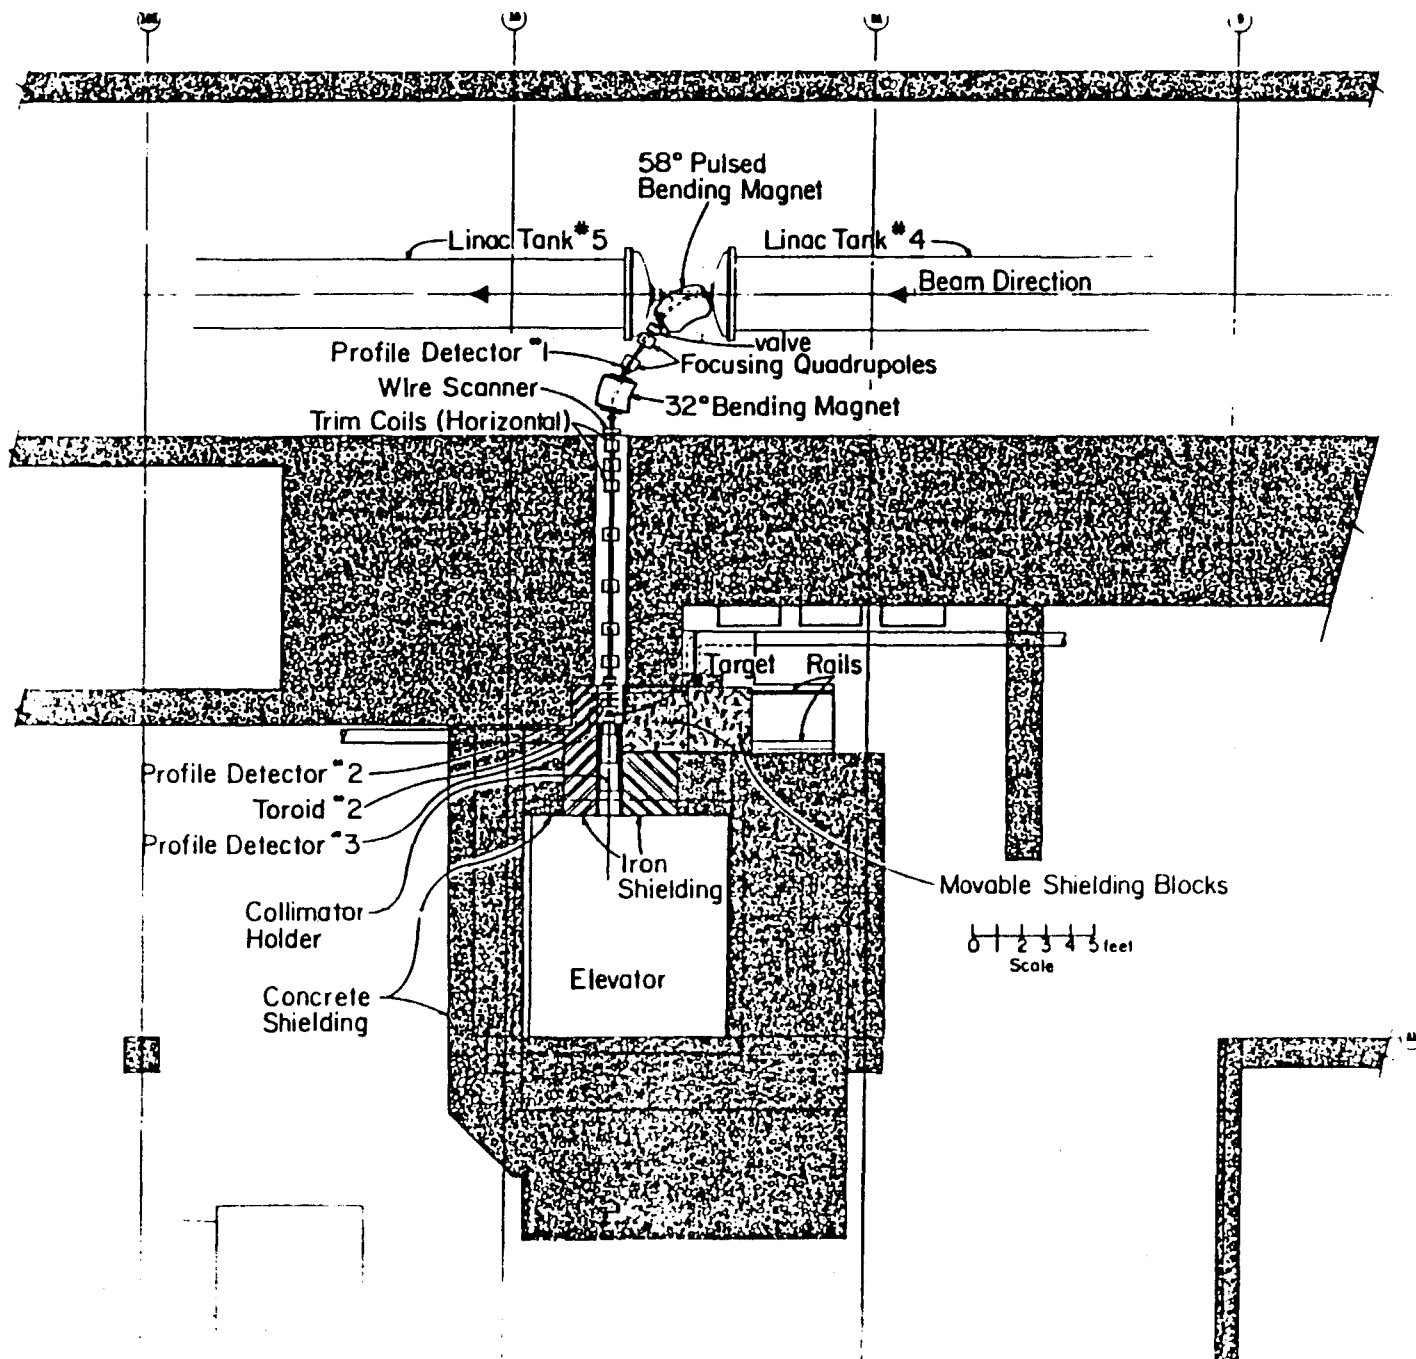 58° Pulsed
Bending Magnet
Linac Tank #5
Linac Tank #4
Beam Direction
valve
Profile Detector #1
Focusing Quadrupoles
Wire Scanner
32° Bending Magnet
Trim Coils (Horizontal)
Target
Rails
Profile Detector #2
Toroid #2
Profile Detector #3
Iron
Shielding
Movable Shielding Blocks
Collimator
Holder
0 1 2 3 4 5 feet
Scale
Elevator
Concrete
Shielding